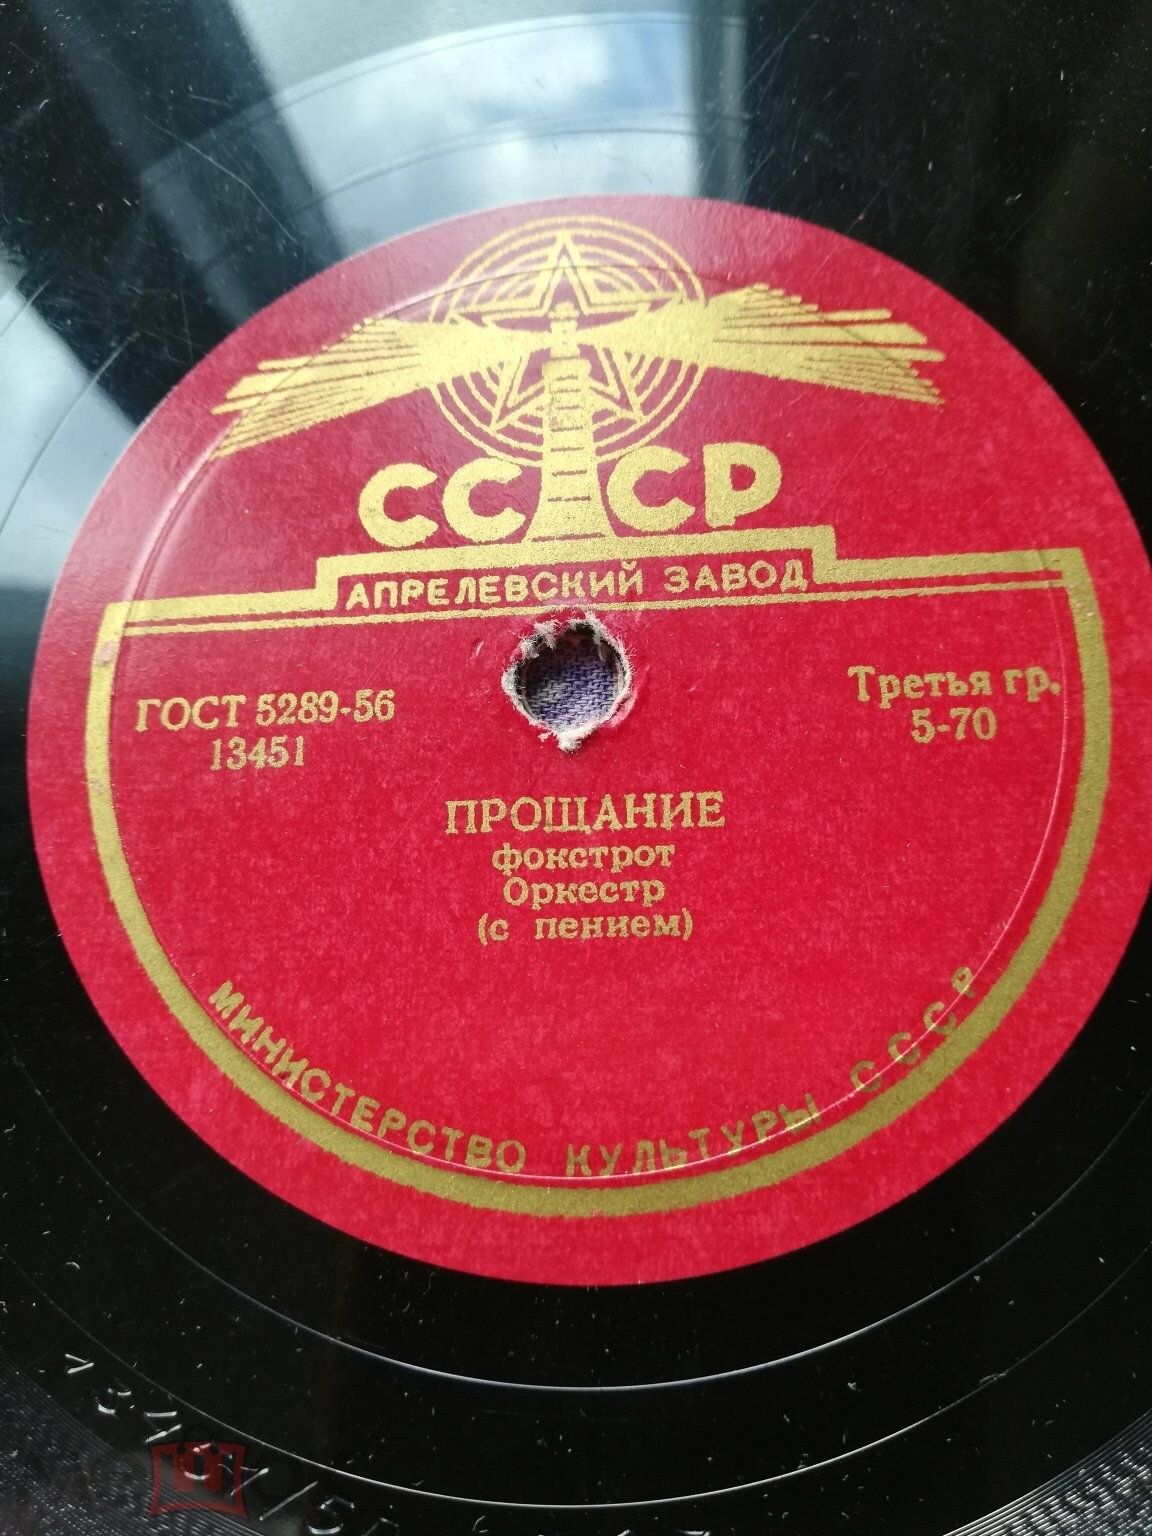 СССР
АПРЕЛЕВСКИЙ ЗАВОД
ГОСТ 5289-56
13451
Третья гр.
5-70
ПРОЩАНИЕ
фокстрот
Оркестр
(с пением)
МИНИСТЕРСТВО КУЛЬТУРЫ СССР